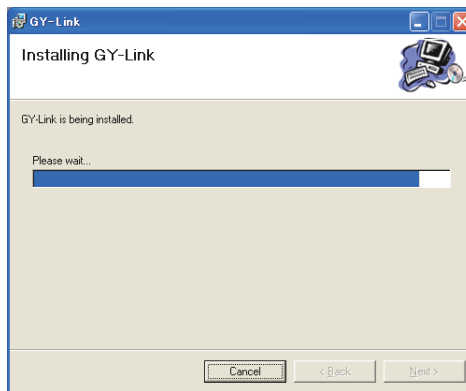 GY-Link
Installing GY-Link
GY-Link is being installed.
Please wait...
Cancel
< Back
Next >